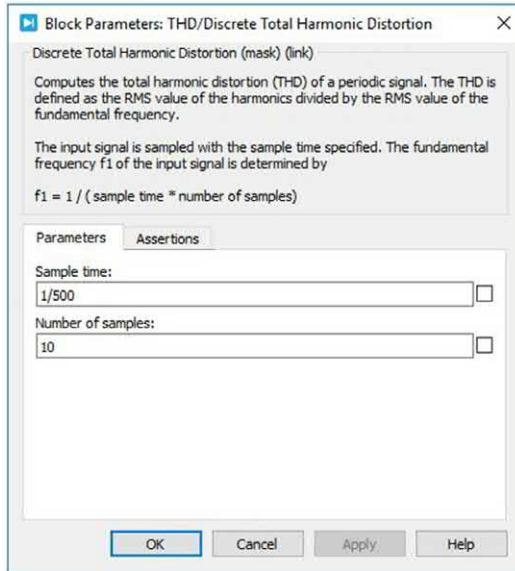 Block Parameters: THD/Discrete Total Harmonic Distortion
Discrete Total Harmonic Distortion (mask) (link)
Computes the total harmonic distortion (THD) of a periodic signal. The THD is
defined as the RMS value of the harmonics divided by the RMS value of the
fundamental frequency.
The input signal is sampled with the sample time specified. The fundamental
frequency f1 of the input signal is determined by
f1 = 1 / ( sample time * number of samples)
Parameters Assertions
Sample time:
1/500
Number of samples:
10
OK Cancel Apply Help